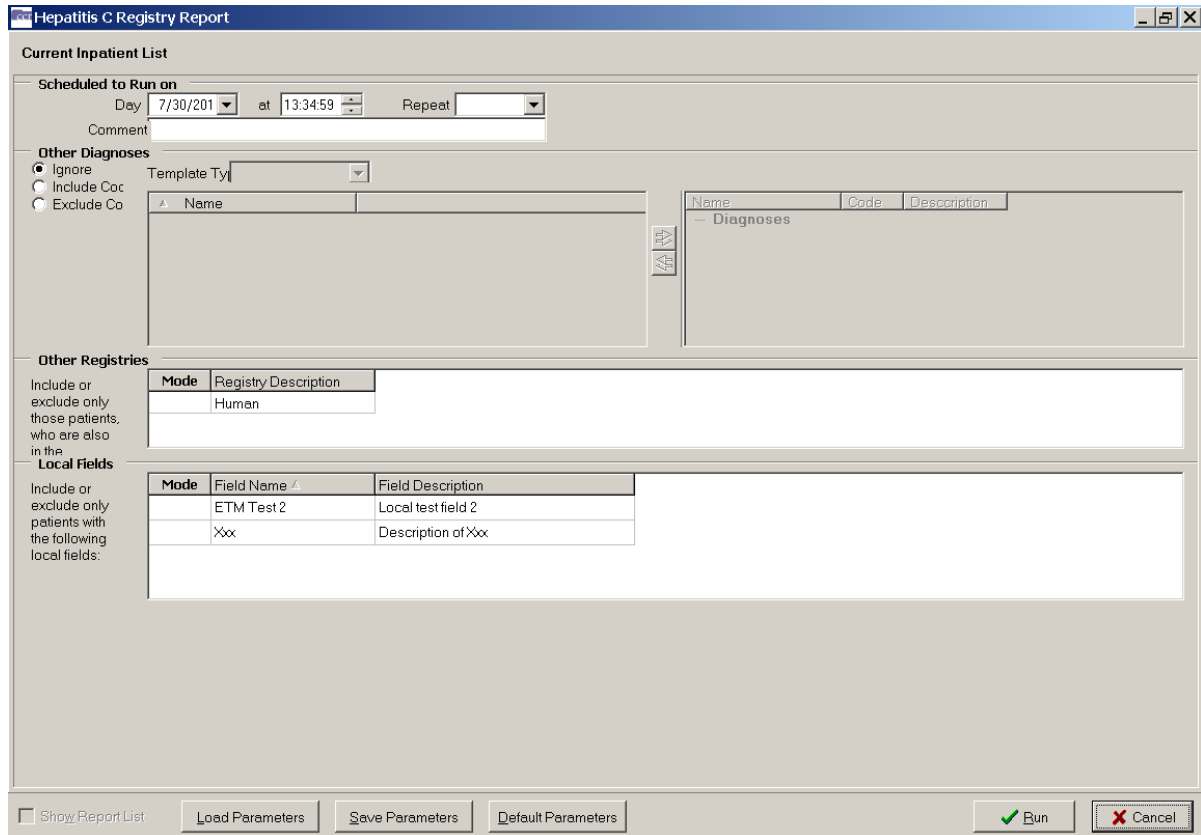 CCR Hepatitis C Registry Report
Current Inpatient List
Scheduled to Run on
Day 7/30/201 at 13:34:59 Repeat
Comment
Other Diagnoses
Ignore
Include Coc
Exclude Co
Template Ty
Name
Name Code Desccription
Diagnoses
Other Registries
Include or
exclude only
those patients,
who are also
in the
Mode Registry Description
Human
Local Fields
Include or
exclude only
patients with
the following
local fields:
Mode Field Name Field Description
ETM Test 2 Local test field 2
Xxx Description of Xxx
Show Report List Load Parameters Save Parameters Default Parameters Run Cancel